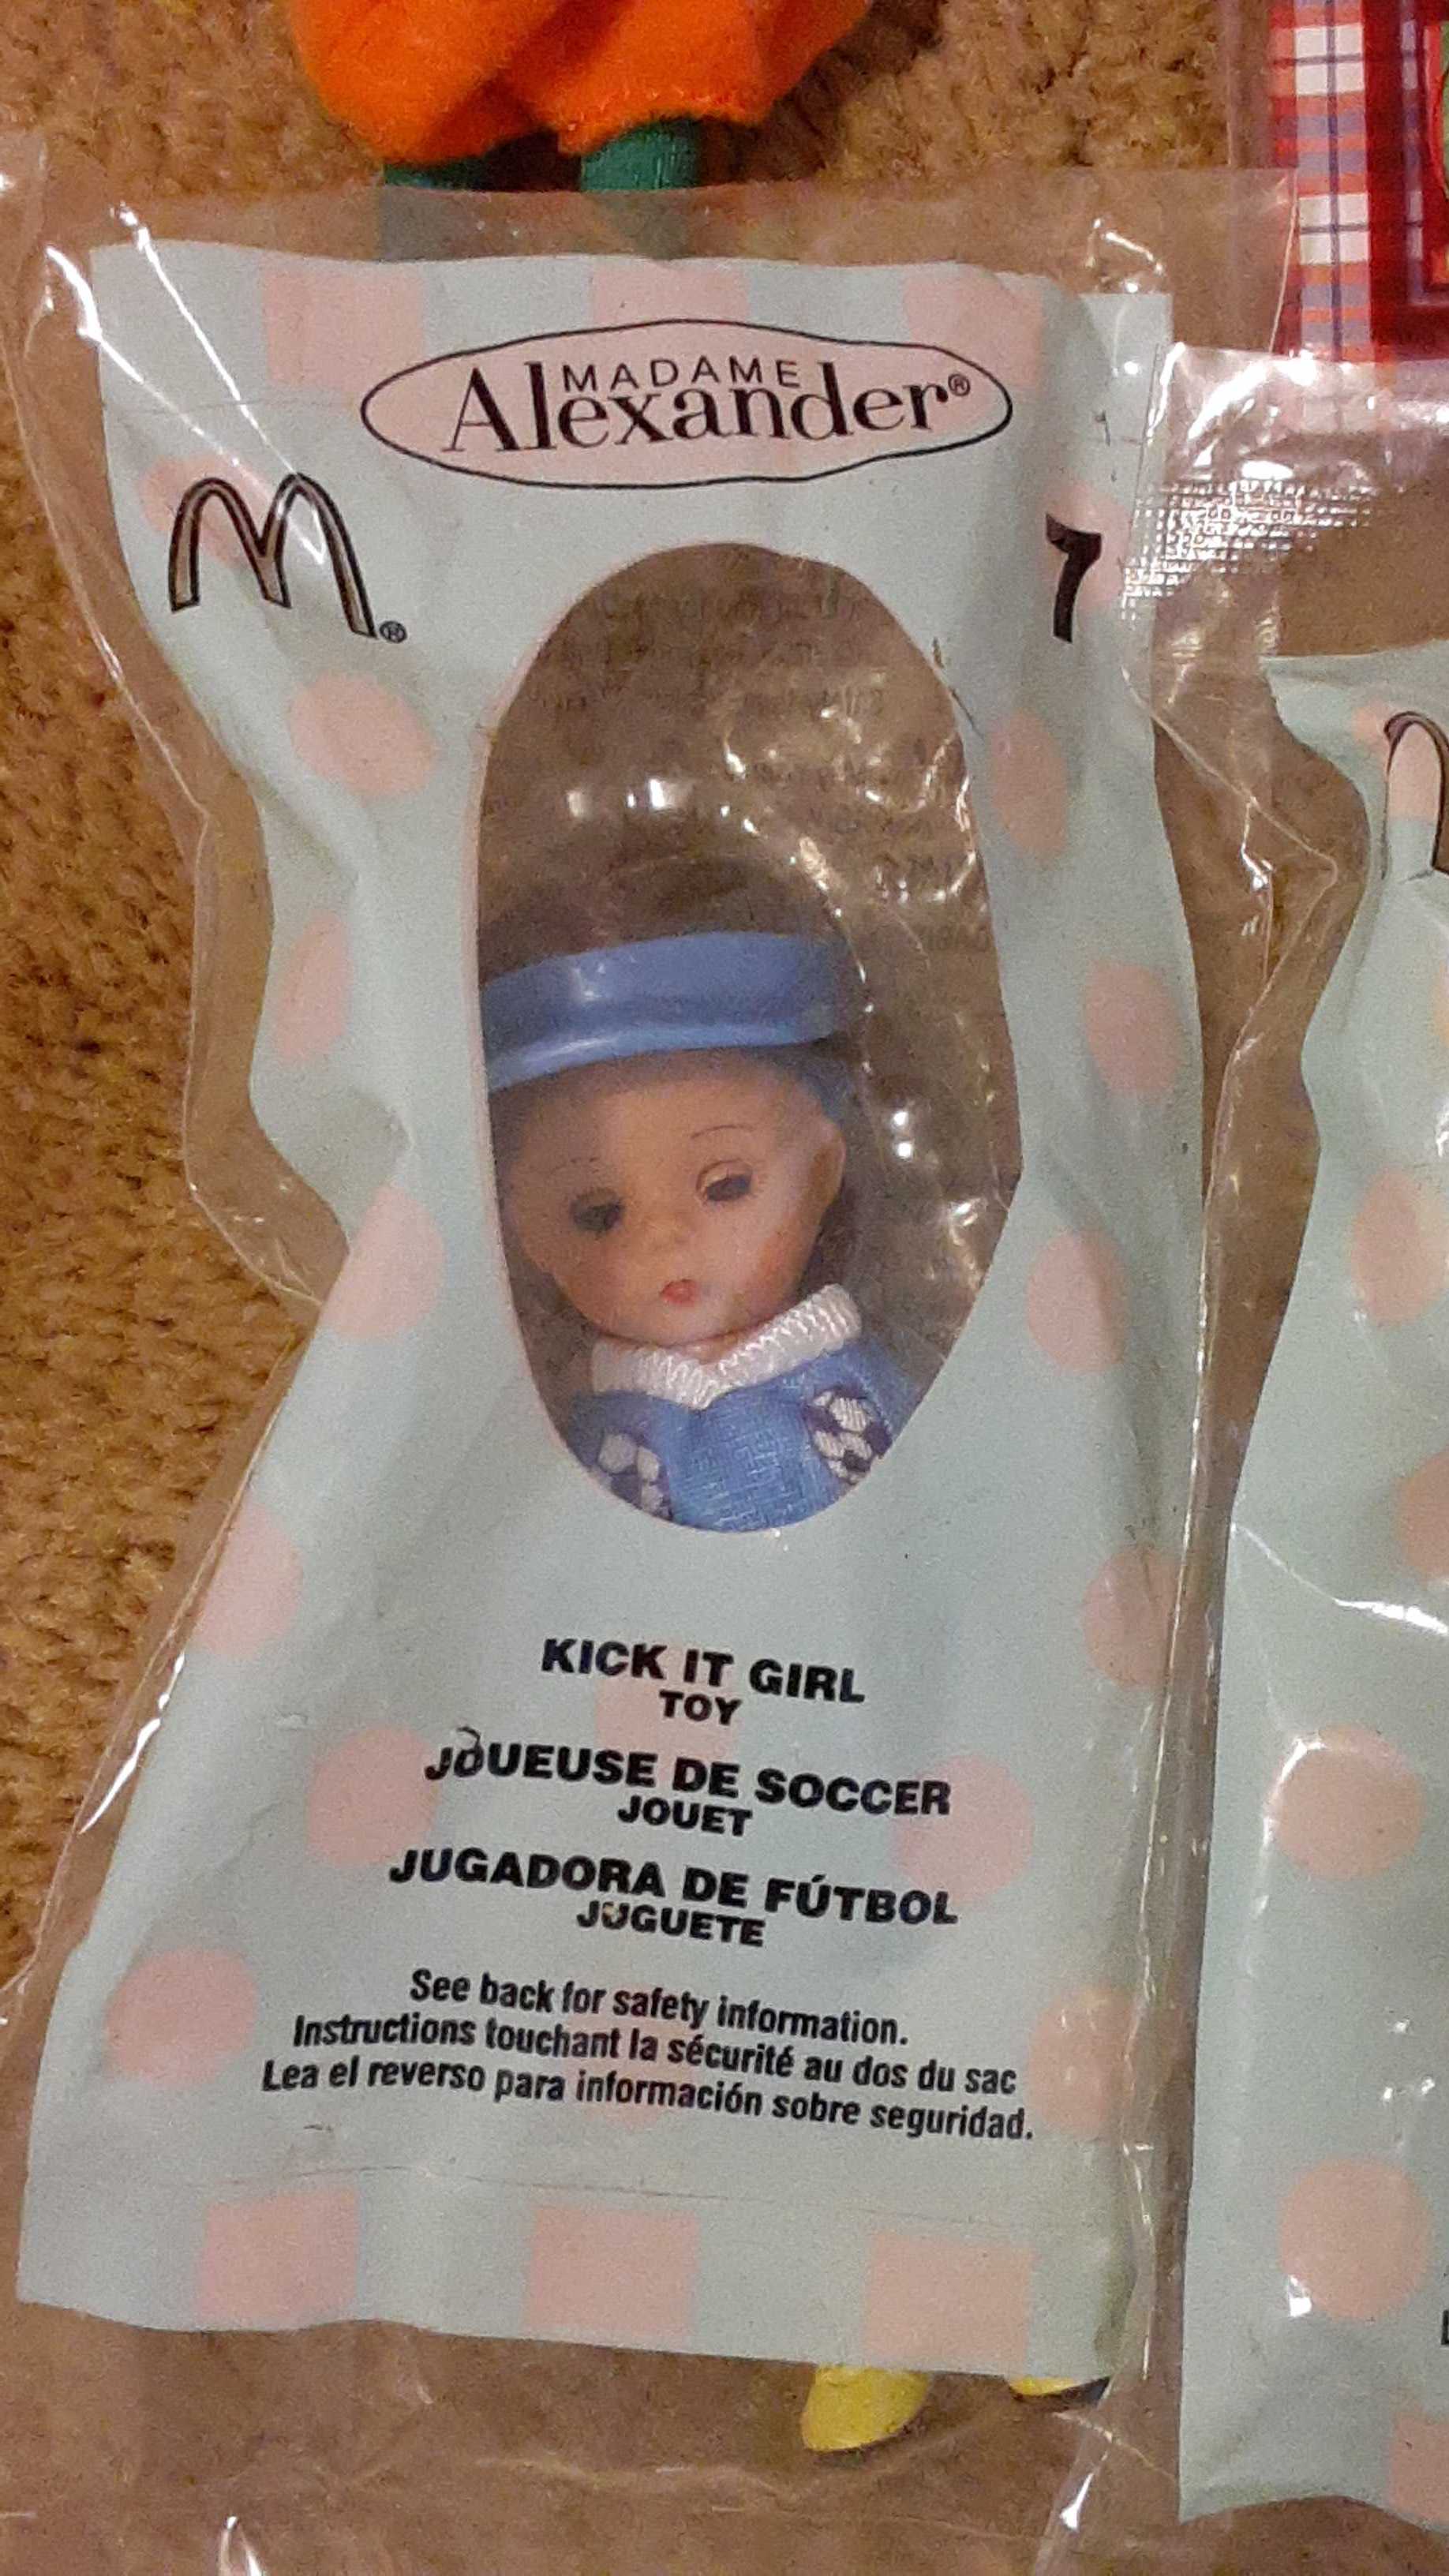 MADAME
Alexander®
M®
7
KICK IT GIRL
TOY
JOUEUSE DE SOCCER
JOUET
JUGADORA DE FÚTBOL
JUGUETE
See back for safety information.
Instructions touchant la sécurité au dos du sac
Lea el reverso para información sobre seguridad.